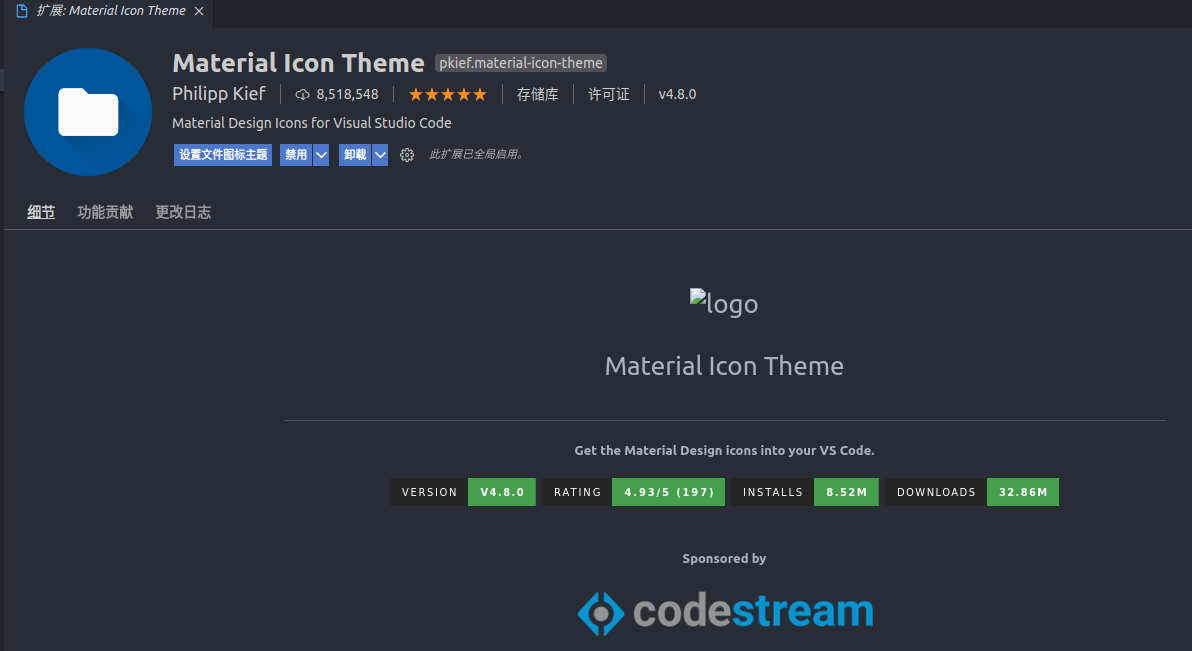 扩展: Material Icon Theme
Material Icon Theme pkief.material-icon-theme
Philipp Kief 8,518,548 存储库 许可证 v4.8.0
Material Design Icons for Visual Studio Code
设置文件图标主题 禁用 卸载 此扩展已全局启用。
细节 功能贡献 更改日志
logo
Material Icon Theme
Get the Material Design icons into your VS Code.
VERSION V4.8.0 RATING 4.93/5 (197) INSTALLS 8.52M DOWNLOADS 32.86M
Sponsored by
codestream